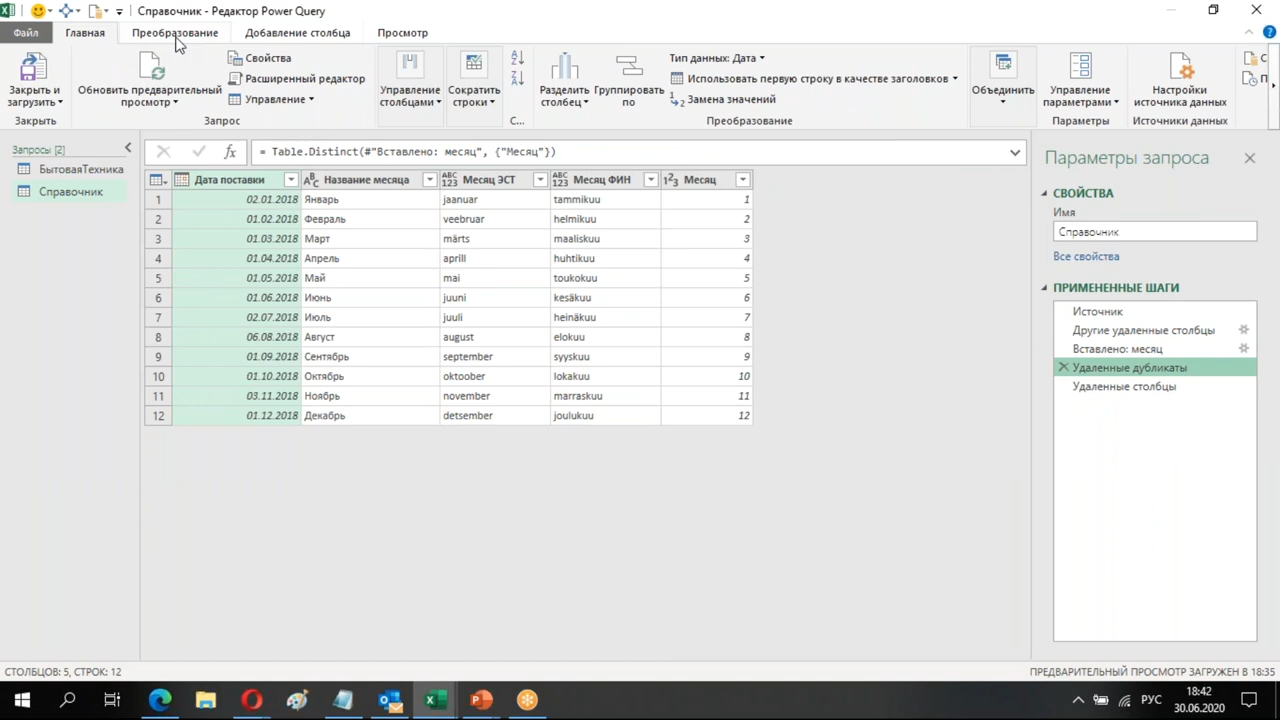 Справочник - Редактор Power Query
Файл
Главная
Преобразование
Добавление столбца
Просмотр
Закрыть и загрузить
Закрыть
Обновить предварительный просмотр
Свойства
Расширенный редактор
Управление
Запрос
Управление столбцами
Сократить строки
С...
Разделить столбец
Группировать по
Тип данных: Дата
Использовать первую строку в качестве заголовков
Замена значений
Преобразование
Объединить
Управление параметрами
Параметры
Настройки источника данных
Источники данных
С
П
Запросы [2]
БытоваяТехника
Справочник
fx = Table.Distinct(#"Вставлено: месяц", {"Месяц"})
Дата поставки ABC Название месяца ABC123 Месяц ЭСТ ABC123 Месяц ФИН 123 Месяц
1 02.01.2018 Январь jaanuar tammikuu 1
2 01.02.2018 Февраль veebruar helmikuu 2
3 01.03.2018 Март märts maaliskuu 3
4 01.04.2018 Апрель aprill huhtikuu 4
5 01.05.2018 Май mai toukokuu 5
6 01.06.2018 Июнь juuni kesäkuu 6
7 02.07.2018 Июль juuli heinäkuu 7
8 06.08.2018 Август august elokuu 8
9 01.09.2018 Сентябрь september syyskuu 9
10 01.10.2018 Октябрь oktoober lokakuu 10
11 03.11.2018 Ноябрь november marraskuu 11
12 01.12.2018 Декабрь detsember joulukuu 12
Параметры запроса
СВОЙСТВА
Имя
Справочник
Все свойства
ПРИМЕНЕННЫЕ ШАГИ
Источник
Другие удаленные столбцы
Вставлено: месяц
Удаленные дубликаты
Удаленные столбцы
СТОЛБЦОВ: 5, СТРОК: 12
ПРЕДВАРИТЕЛЬНЫЙ ПРОСМОТР ЗАГРУЖЕН В 18:35
РУС
18:42
30.06.2020